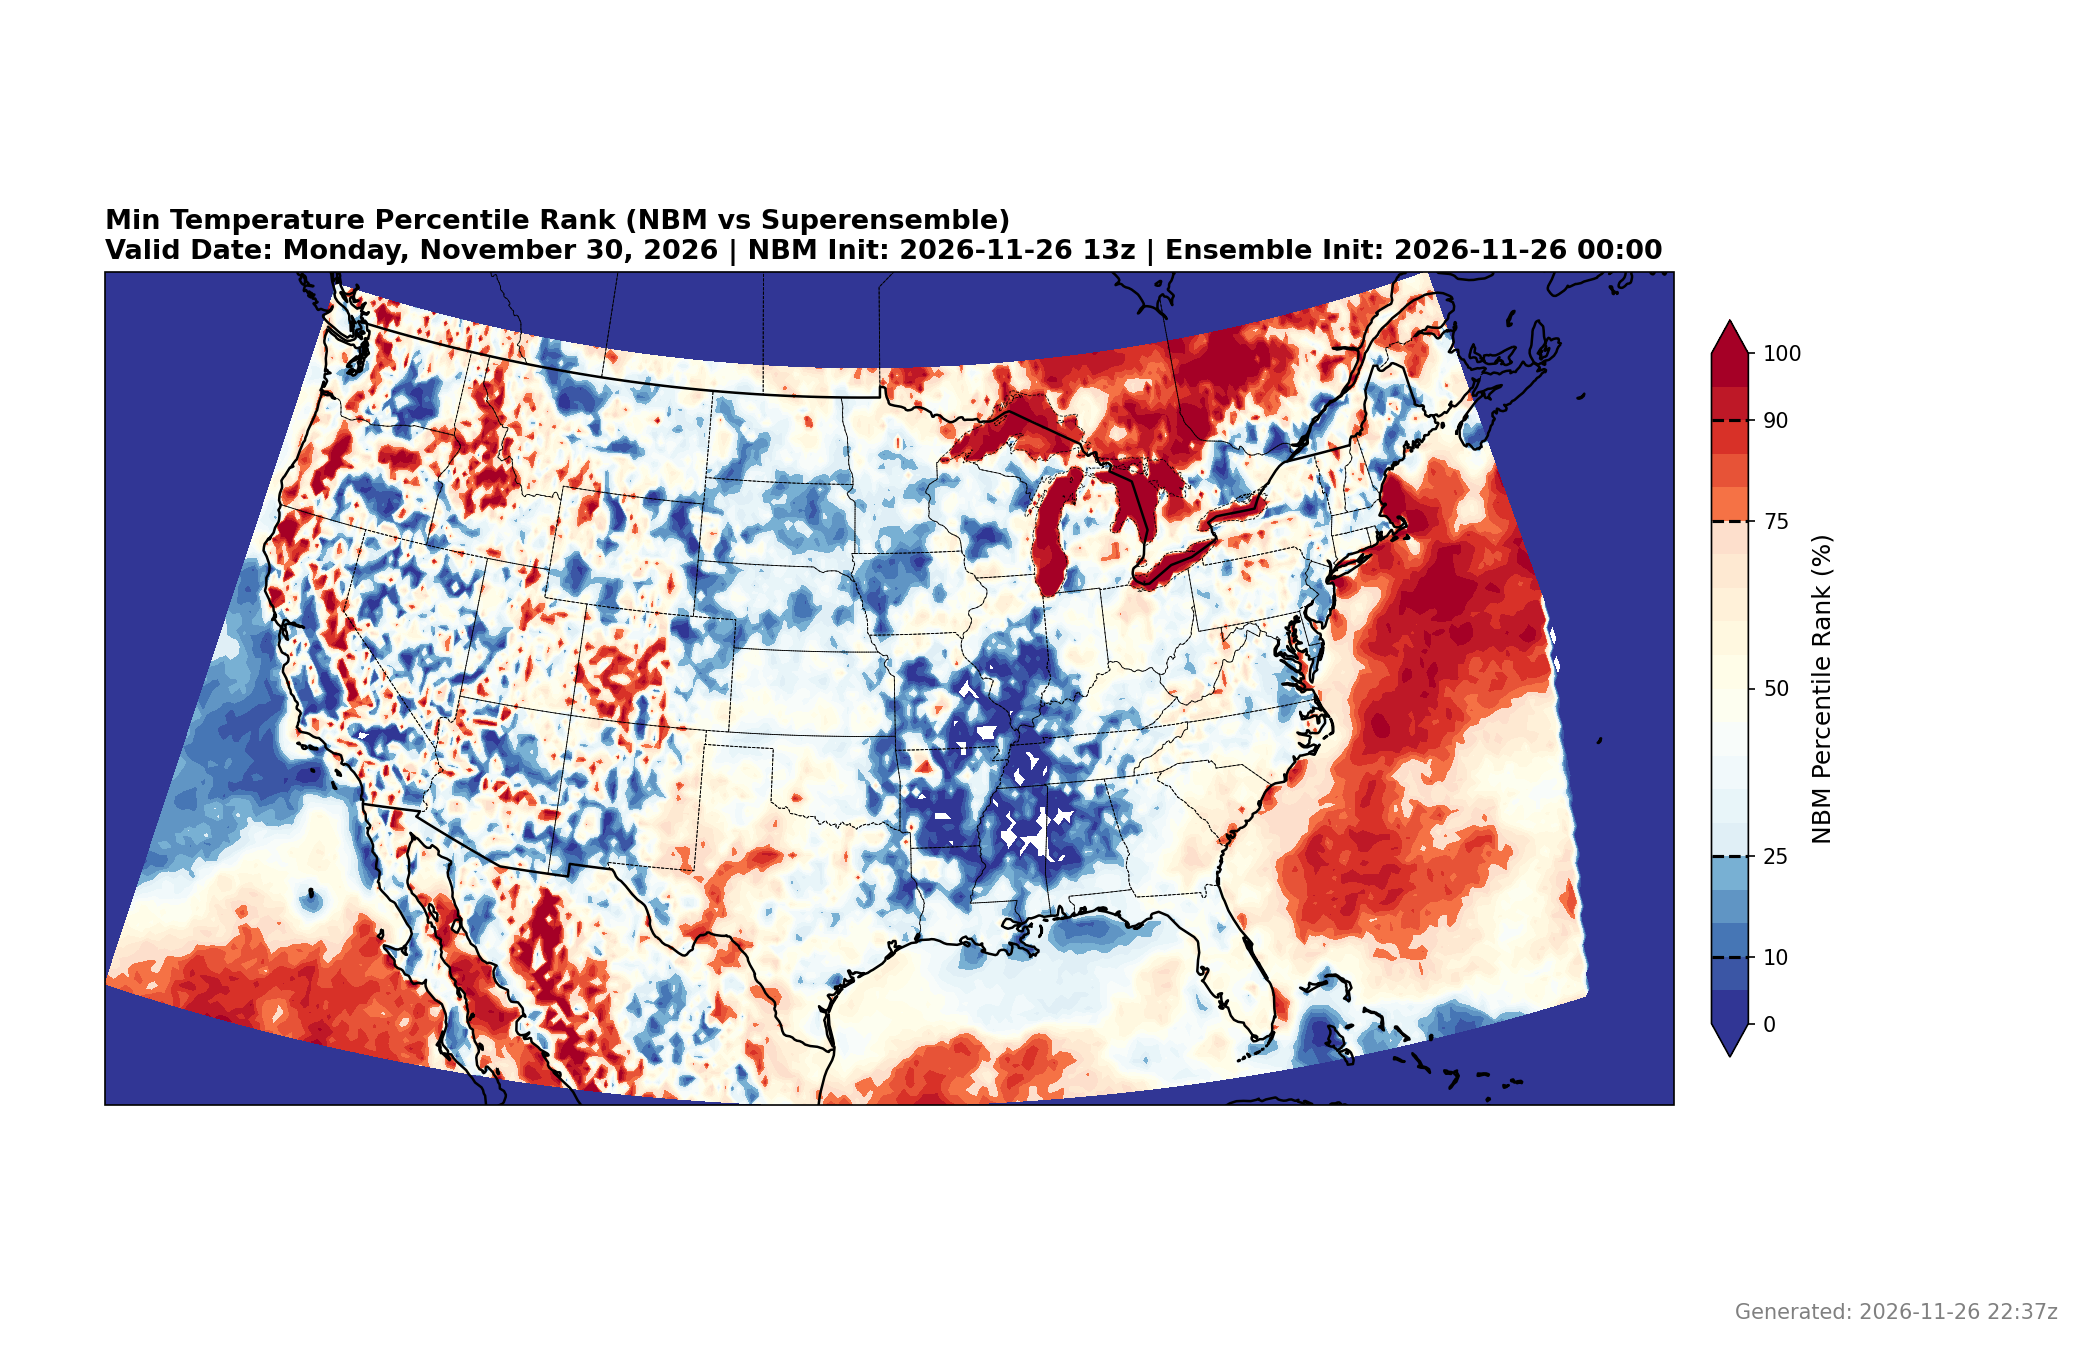 Min Temperature Percentile Rank (NBM vs Superensemble)
Valid Date: Monday, November 30, 2026 | NBM Init: 2026-11-26 13z | Ensemble Init: 2026-11-26 00:00
100
90
75
50
25
10
0
NBM Percentile Rank (%)
Generated: 2026-11-26 22:37z